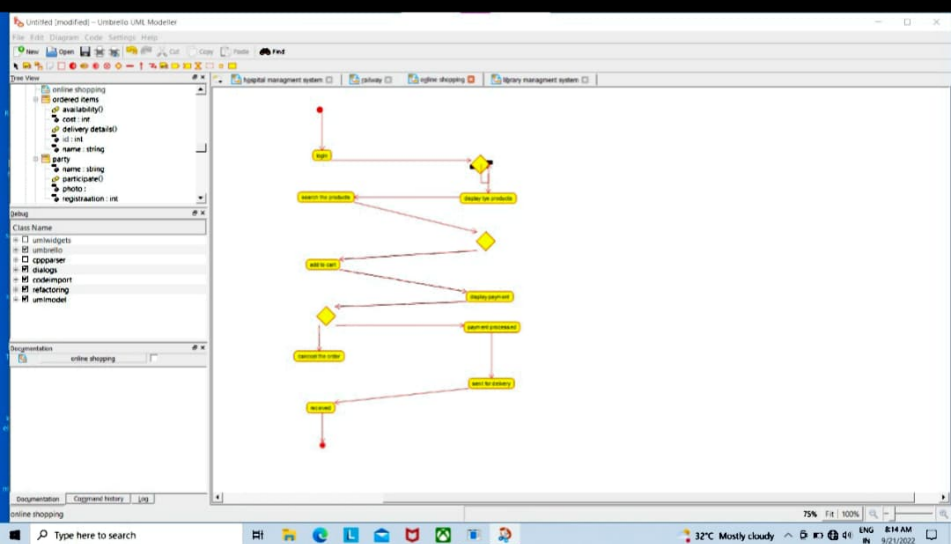 Untitled [modified] - Umbrello UML Modeller
File Edit Diagram Code Settings Help
New Open Cut Copy Paste Find
Tree View
hpspital managment system
railway
online shopping
library managment system
online shopping
ordered items
availability()
cost : int
delivery details()
id : int
name : string
party
name : string
participate()
photo :
registraation : int
Debug
Class Name
umlwidgets
umbrello
cppparser
dialogs
codeimport
refactoring
umlmodel
Documentation
online shopping
Documentation Command history Log
login
search the products
display the products
add to cart
display payment
payment processed
canceal the order
sent for delivery
received
online shopping
75% Fit 100%
Type here to search
32°C Mostly cloudy
ENG
IN
8:14 AM
9/21/2022